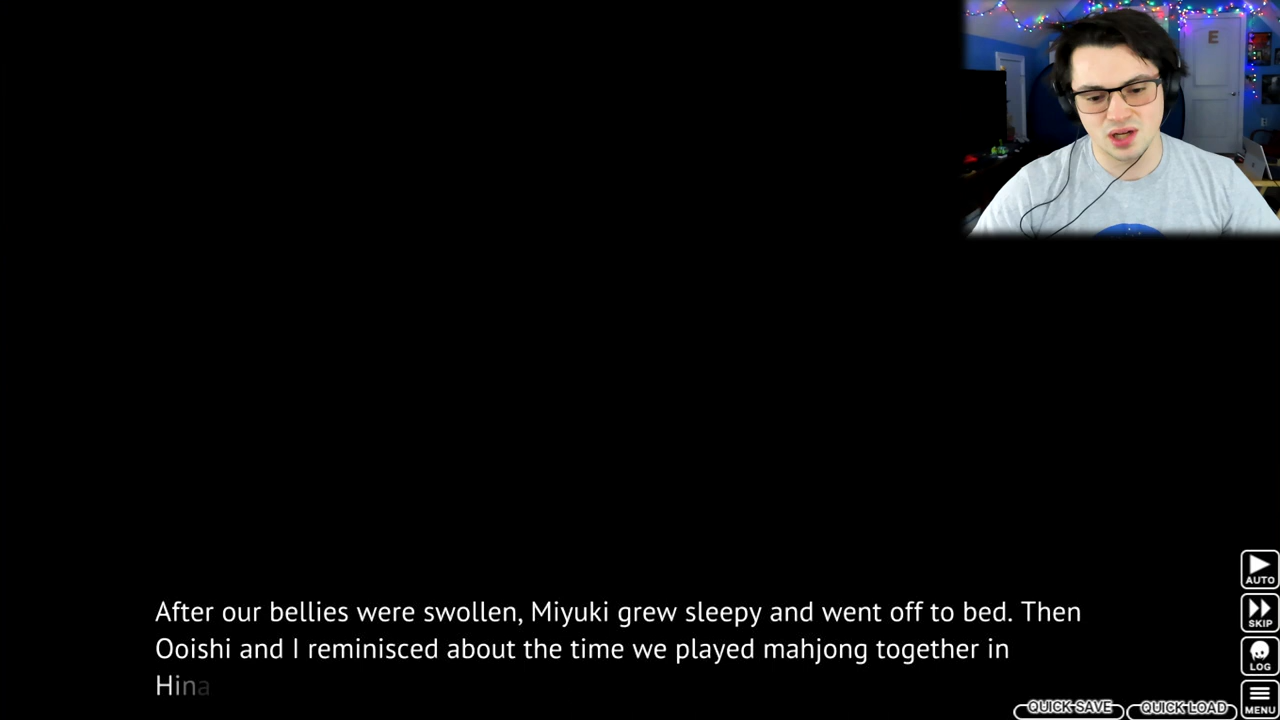 E
After our bellies were swollen, Miyuki grew sleepy and went off to bed. Then
Ooishi and I reminisced about the time we played mahjong together in
Hina
AUTO
SKIP
LOG
QUICK SAVE
QUICK LOAD
MENU